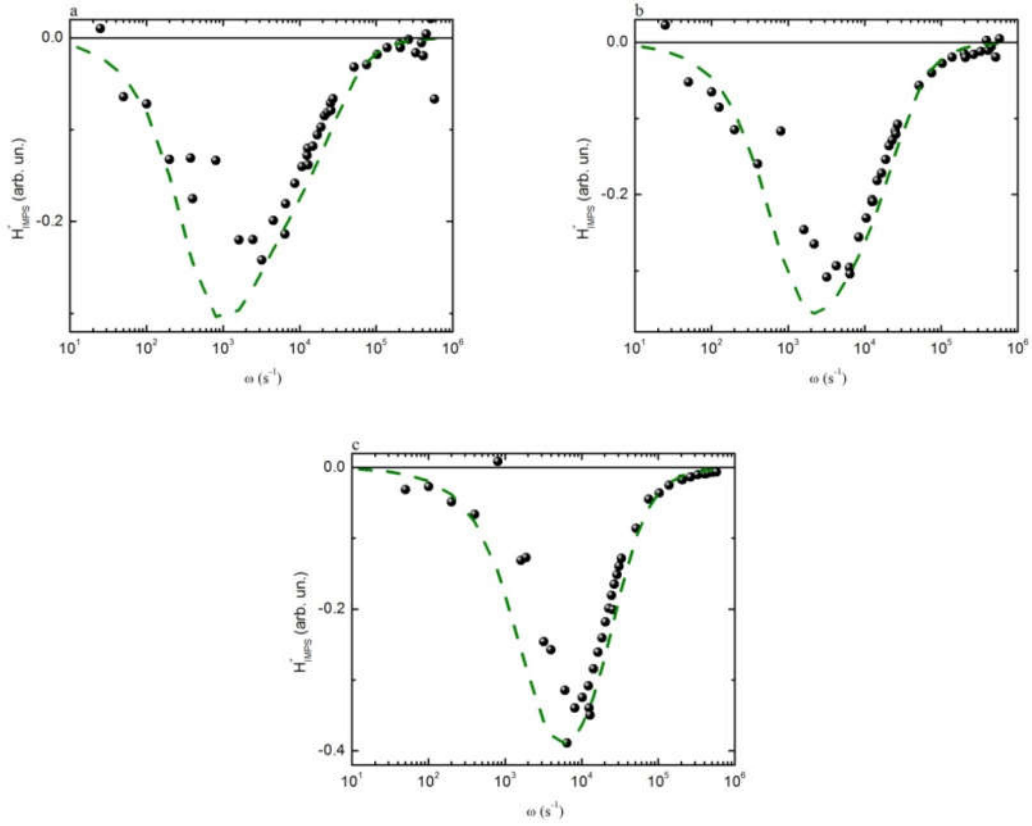 a
0.0
-0.2
H"IMPS (arb. un.)
10¹ 10² 10³ 10⁴ 10⁵ 10⁶
ω (s⁻¹)
b
0.0
-0.2
H"IMPS (arb. un.)
10¹ 10² 10³ 10⁴ 10⁵ 10⁶
ω (s⁻¹)
c
0.0
-0.2
-0.4
H"IMPS (arb. un.)
10¹ 10² 10³ 10⁴ 10⁵ 10⁶
ω (s⁻¹)